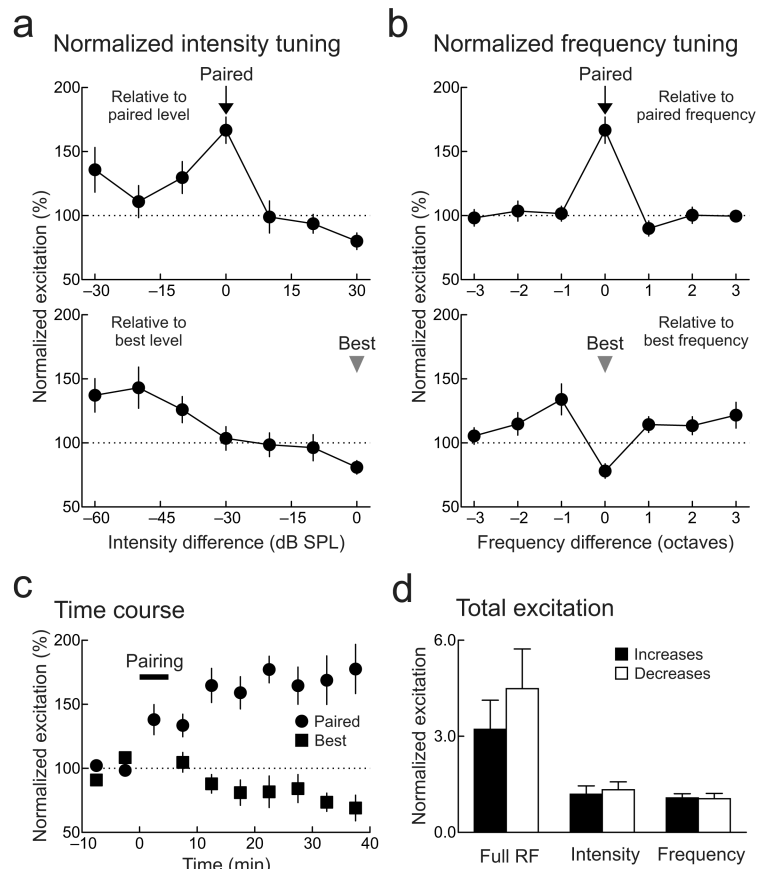 a
Normalized intensity tuning
Paired
Relative to
paired level
200
150
100
50
–30
–15
0
15
30
Relative to
best level
Best
200
150
100
50
–60
–45
–30
–15
0
Normalized excitation (%)
Intensity difference (dB SPL)
b
Normalized frequency tuning
Paired
Relative to
paired frequency
200
150
100
50
–3
–2
–1
0
1
2
3
Relative to
best frequency
Best
200
150
100
50
–3
–2
–1
0
1
2
3
Normalized excitation (%)
Frequency difference (octaves)
c
Time course
Pairing
Paired
Best
200
150
100
50
–10
0
10
20
30
40
Normalized excitation (%)
Time (min)
d
Total excitation
Increases
Decreases
6.0
3.0
0.0
Normalized excitation
Full RF
Intensity
Frequency